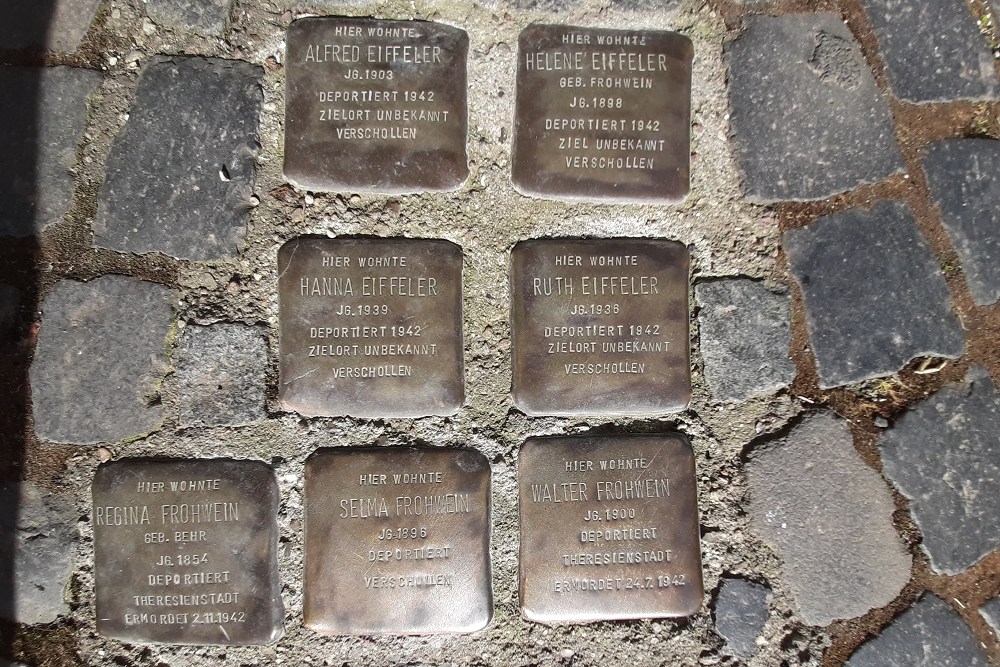 HIER WOHNTE
ALFRED EIFFELER
JG. 1903
DEPORTIERT 1942
ZIELORT UNBEKANNT
VERSCHOLLEN
HIER WOHNTE
HELENE EIFFELER
GEB. FROHWEIN
JG. 1898
DEPORTIERT 1942
ZIEL UNBEKANNT
VERSCHOLLEN
HIER WOHNTE
HANNA EIFFELER
JG. 1939
DEPORTIERT 1942
ZIELORT UNBEKANNT
VERSCHOLLEN
HIER WOHNTE
RUTH EIFFELER
JG. 1936
DEPORTIERT 1942
ZIELORT UNBEKANNT
VERSCHOLLEN
HIER WOHNTE
REGINA FROHWEIN
GEB. BEHR
JG. 1854
DEPORTIERT
THERESIENSTADT
ERMORDET 2.11.1942
HIER WOHNTE
SELMA FROHWEIN
JG. 1896
DEPORTIERT
VERSCHOLLEN
HIER WOHNTE
WALTER FROHWEIN
JG. 1900
DEPORTIERT
THERESIENSTADT
ERMORDET 24.7.1942